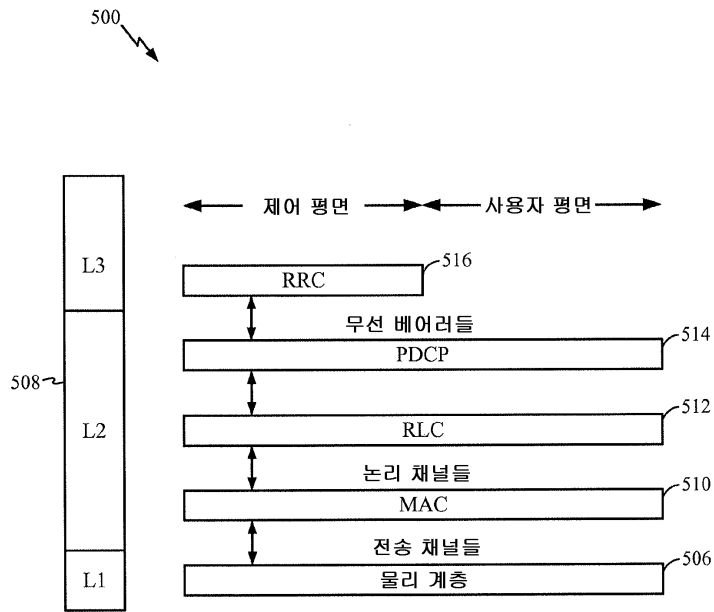 500
제어 평면
사용자 평면
L3
RRC
516
무선 베어러들
PDCP
514
508
L2
RLC
512
논리 채널들
MAC
510
전송 채널들
L1
물리 계층
506